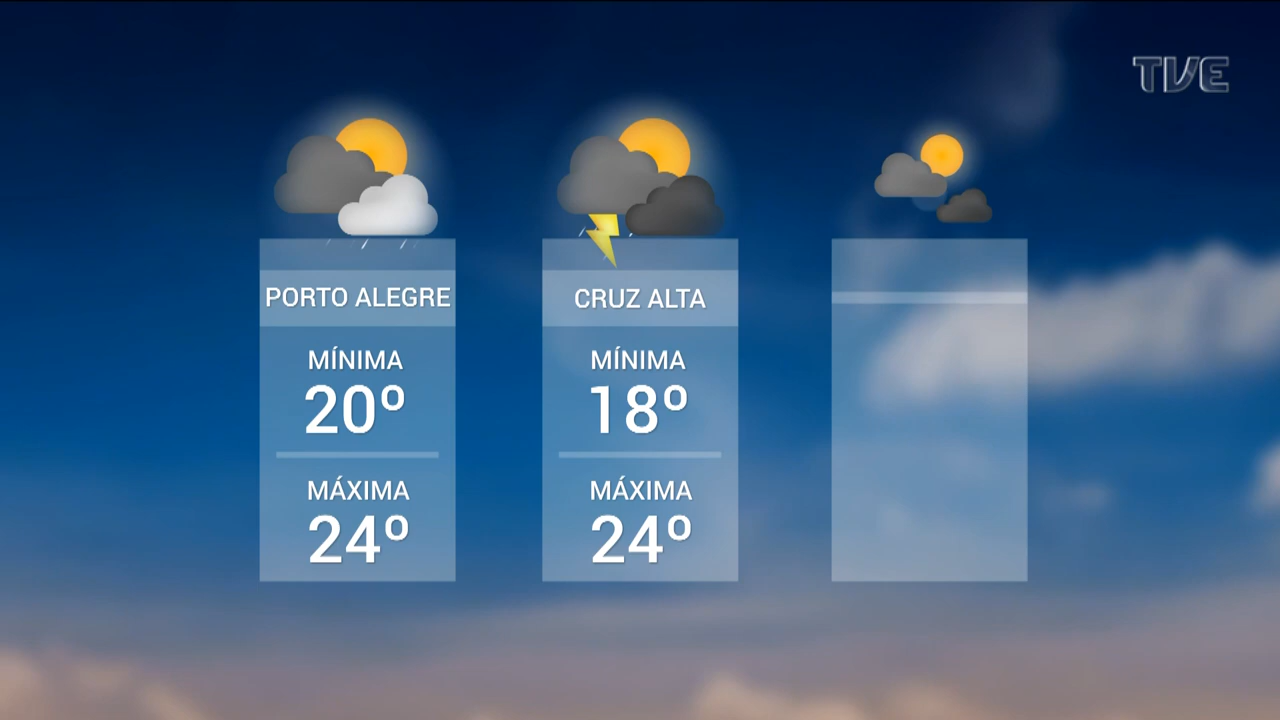 TVE
PORTO ALEGRE
MÍNIMA
20º
MÁXIMA
24º
CRUZ ALTA
MÍNIMA
18º
MÁXIMA
24º